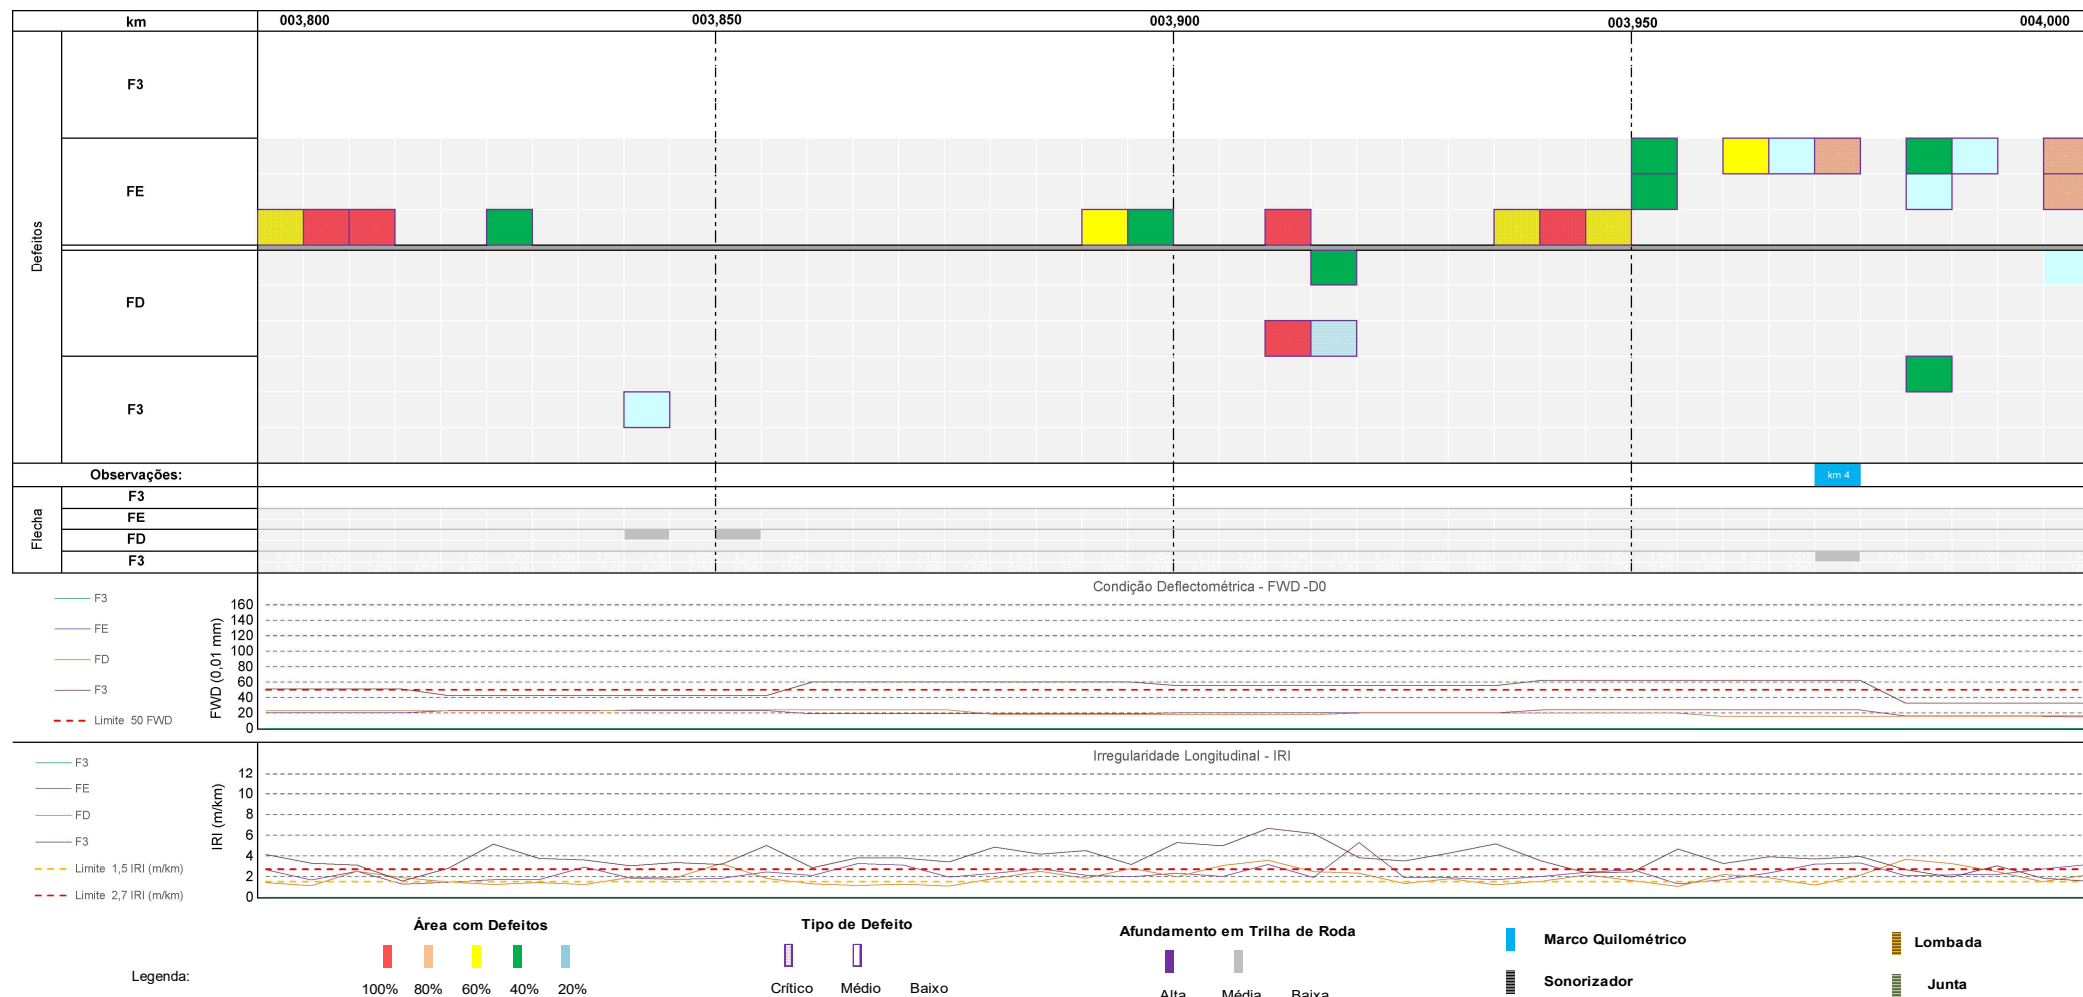 km 003,800 003,850 003,900 003,950 004,000
Defeitos
F3
FE
FD
F3
Observações: km 4
Flecha
F3
FE
FD
F3
Condição Deflectométrica - FWD -D0
F3
FE
FD
F3
Limite 50 FWD
FWD (0,01 mm)
160
140
120
100
80
60
40
20
0
Irregularidade Longitudinal - IRI
F3
FE
FD
F3
Limite 1,5 IRI (m/km)
Limite 2,7 IRI (m/km)
IRI (m/km)
12
10
8
6
4
2
0
Legenda:
Área com Defeitos
100% 80% 60% 40% 20%
Tipo de Defeito
Crítico Médio Baixo
Afundamento em Trilha de Roda
Alta Média Baixa
Marco Quilométrico
Sonorizador
Lombada
Junta